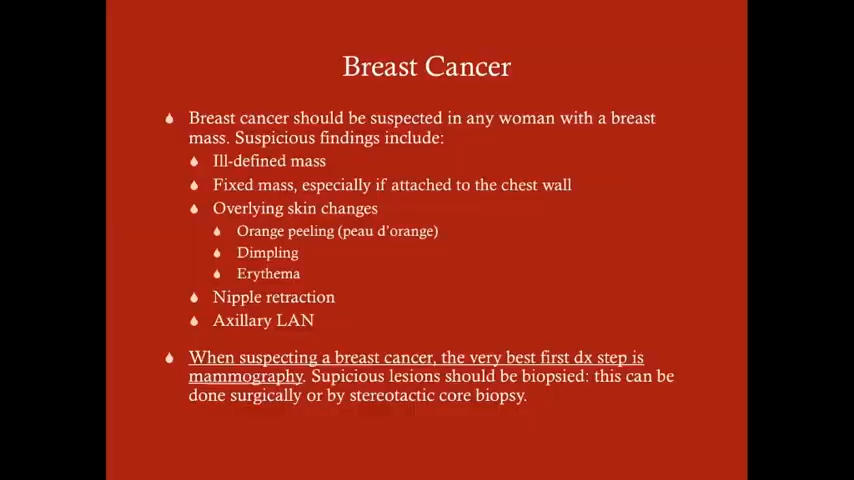 Breast Cancer
Breast cancer should be suspected in any woman with a breast
mass. Suspicious findings include:
Ill-defined mass
Fixed mass, especially if attached to the chest wall
Overlying skin changes
Orange peeling (peau d'orange)
Dimpling
Erythema
Nipple retraction
Axillary LAN
When suspecting a breast cancer, the very best first dx step is
mammography. Supicious lesions should be biopsied: this can be
done surgically or by stereotactic core biopsy.